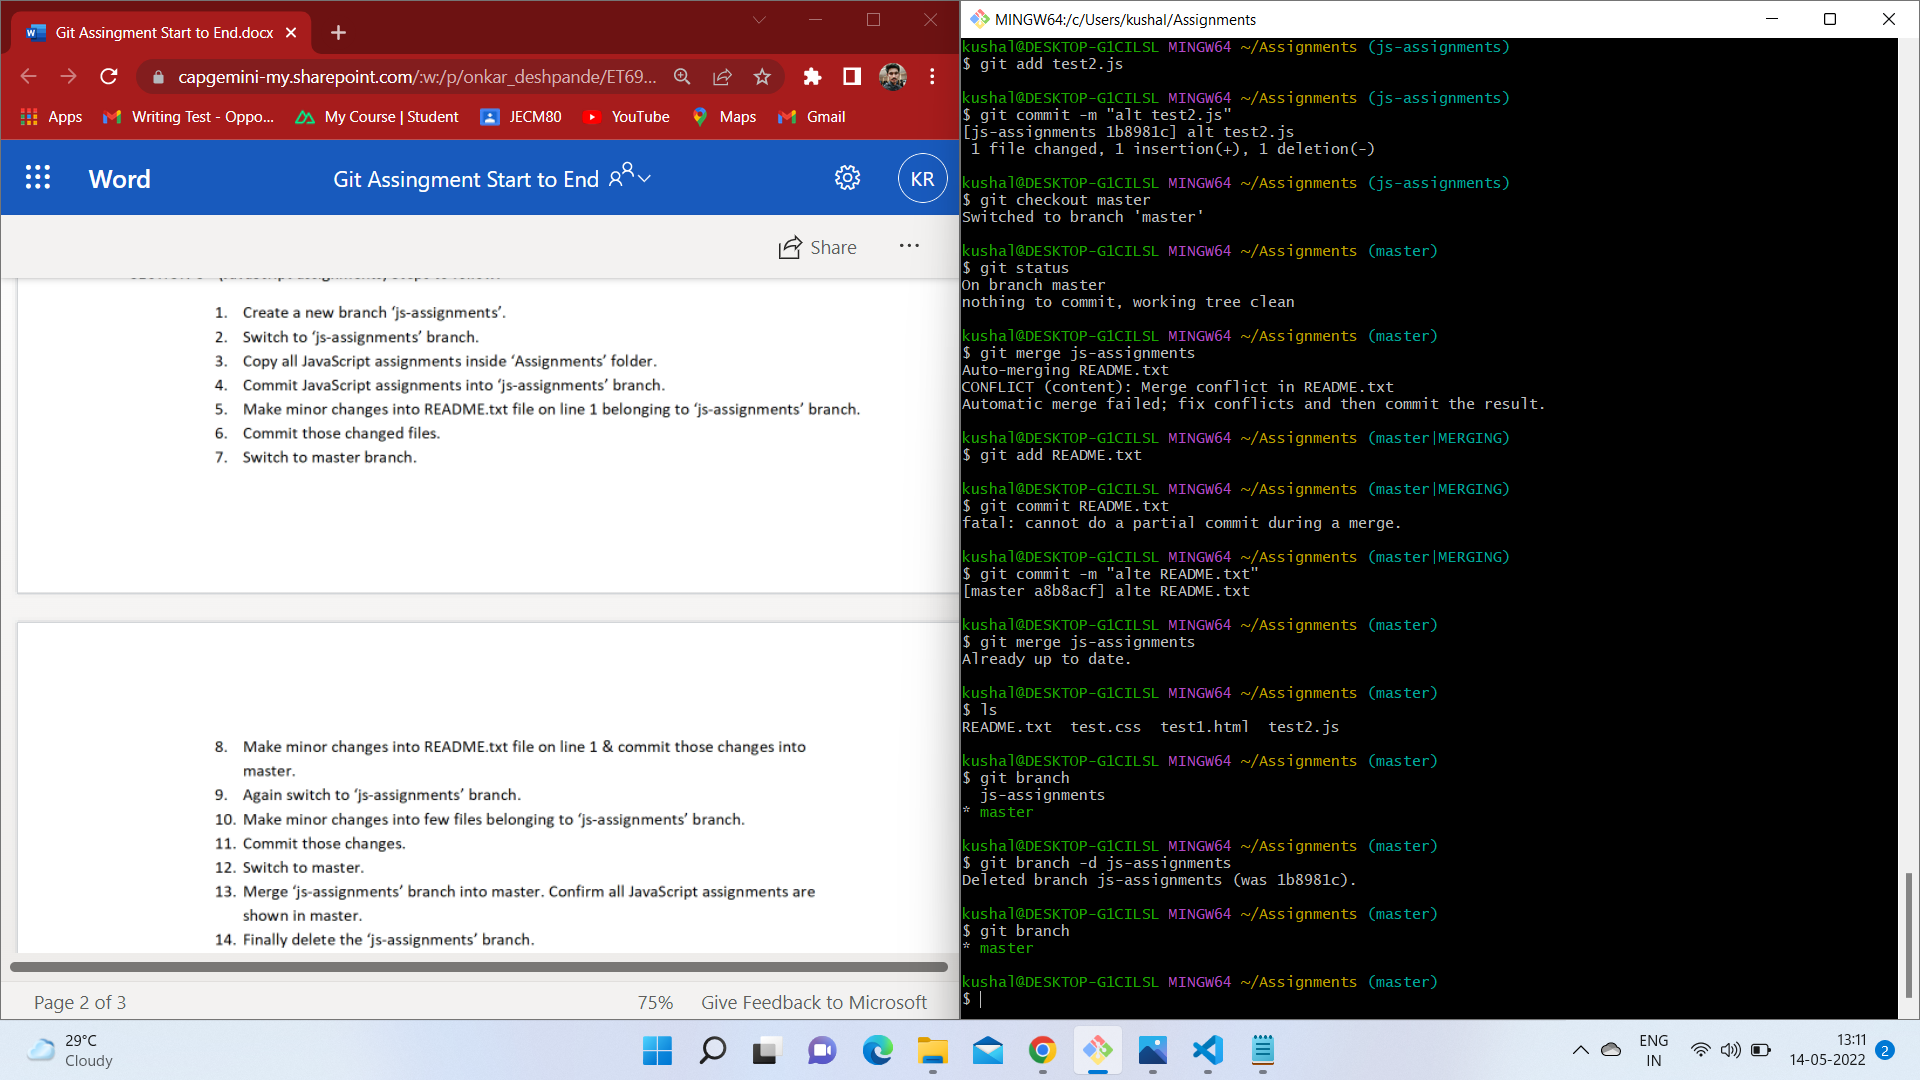 Git Assingment Start to End.docx
capgemini-my.sharepoint.com/:w:/p/onkar_deshpande/ET69...
Apps
Writing Test - Oppo...
My Course | Student
JECM80
YouTube
Maps
Gmail
Word
Git Assingment Start to End
KR
Share
1. Create a new branch ‘js-assignments’.
2. Switch to ‘js-assignments’ branch.
3. Copy all JavaScript assignments inside ‘Assignments’ folder.
4. Commit JavaScript assignments into ‘js-assignments’ branch.
5. Make minor changes into README.txt file on line 1 belonging to ‘js-assignments’ branch.
6. Commit those changed files.
7. Switch to master branch.
8. Make minor changes into README.txt file on line 1 & commit those changes into
master.
9. Again switch to ‘js-assignments’ branch.
10. Make minor changes into few files belonging to ‘js-assignments’ branch.
11. Commit those changes.
12. Switch to master.
13. Merge ‘js-assignments’ branch into master. Confirm all JavaScript assignments are
shown in master.
14. Finally delete the ‘js-assignments’ branch.
Page 2 of 3
75%
Give Feedback to Microsoft
MINGW64:/c/Users/kushal/Assignments
kushal@DESKTOP-G1CILSL MINGW64 ~/Assignments (js-assignments)
$ git add test2.js
kushal@DESKTOP-G1CILSL MINGW64 ~/Assignments (js-assignments)
$ git commit -m "alt test2.js"
[js-assignments 1b8981c] alt test2.js
1 file changed, 1 insertion(+), 1 deletion(-)
kushal@DESKTOP-G1CILSL MINGW64 ~/Assignments (js-assignments)
$ git checkout master
Switched to branch 'master'
kushal@DESKTOP-G1CILSL MINGW64 ~/Assignments (master)
$ git status
On branch master
nothing to commit, working tree clean
kushal@DESKTOP-G1CILSL MINGW64 ~/Assignments (master)
$ git merge js-assignments
Auto-merging README.txt
CONFLICT (content): Merge conflict in README.txt
Automatic merge failed; fix conflicts and then commit the result.
kushal@DESKTOP-G1CILSL MINGW64 ~/Assignments (master|MERGING)
$ git add README.txt
kushal@DESKTOP-G1CILSL MINGW64 ~/Assignments (master|MERGING)
$ git commit README.txt
fatal: cannot do a partial commit during a merge.
kushal@DESKTOP-G1CILSL MINGW64 ~/Assignments (master|MERGING)
$ git commit -m "alte README.txt"
[master a8b8acf] alte README.txt
kushal@DESKTOP-G1CILSL MINGW64 ~/Assignments (master)
$ git merge js-assignments
Already up to date.
kushal@DESKTOP-G1CILSL MINGW64 ~/Assignments (master)
$ ls
README.txt test.css test1.html test2.js
kushal@DESKTOP-G1CILSL MINGW64 ~/Assignments (master)
$ git branch
js-assignments
* master
kushal@DESKTOP-G1CILSL MINGW64 ~/Assignments (master)
$ git branch -d js-assignments
Deleted branch js-assignments (was 1b8981c).
kushal@DESKTOP-G1CILSL MINGW64 ~/Assignments (master)
$ git branch
* master
kushal@DESKTOP-G1CILSL MINGW64 ~/Assignments (master)
$
29°C
Cloudy
ENG
IN
13:11
14-05-2022
2